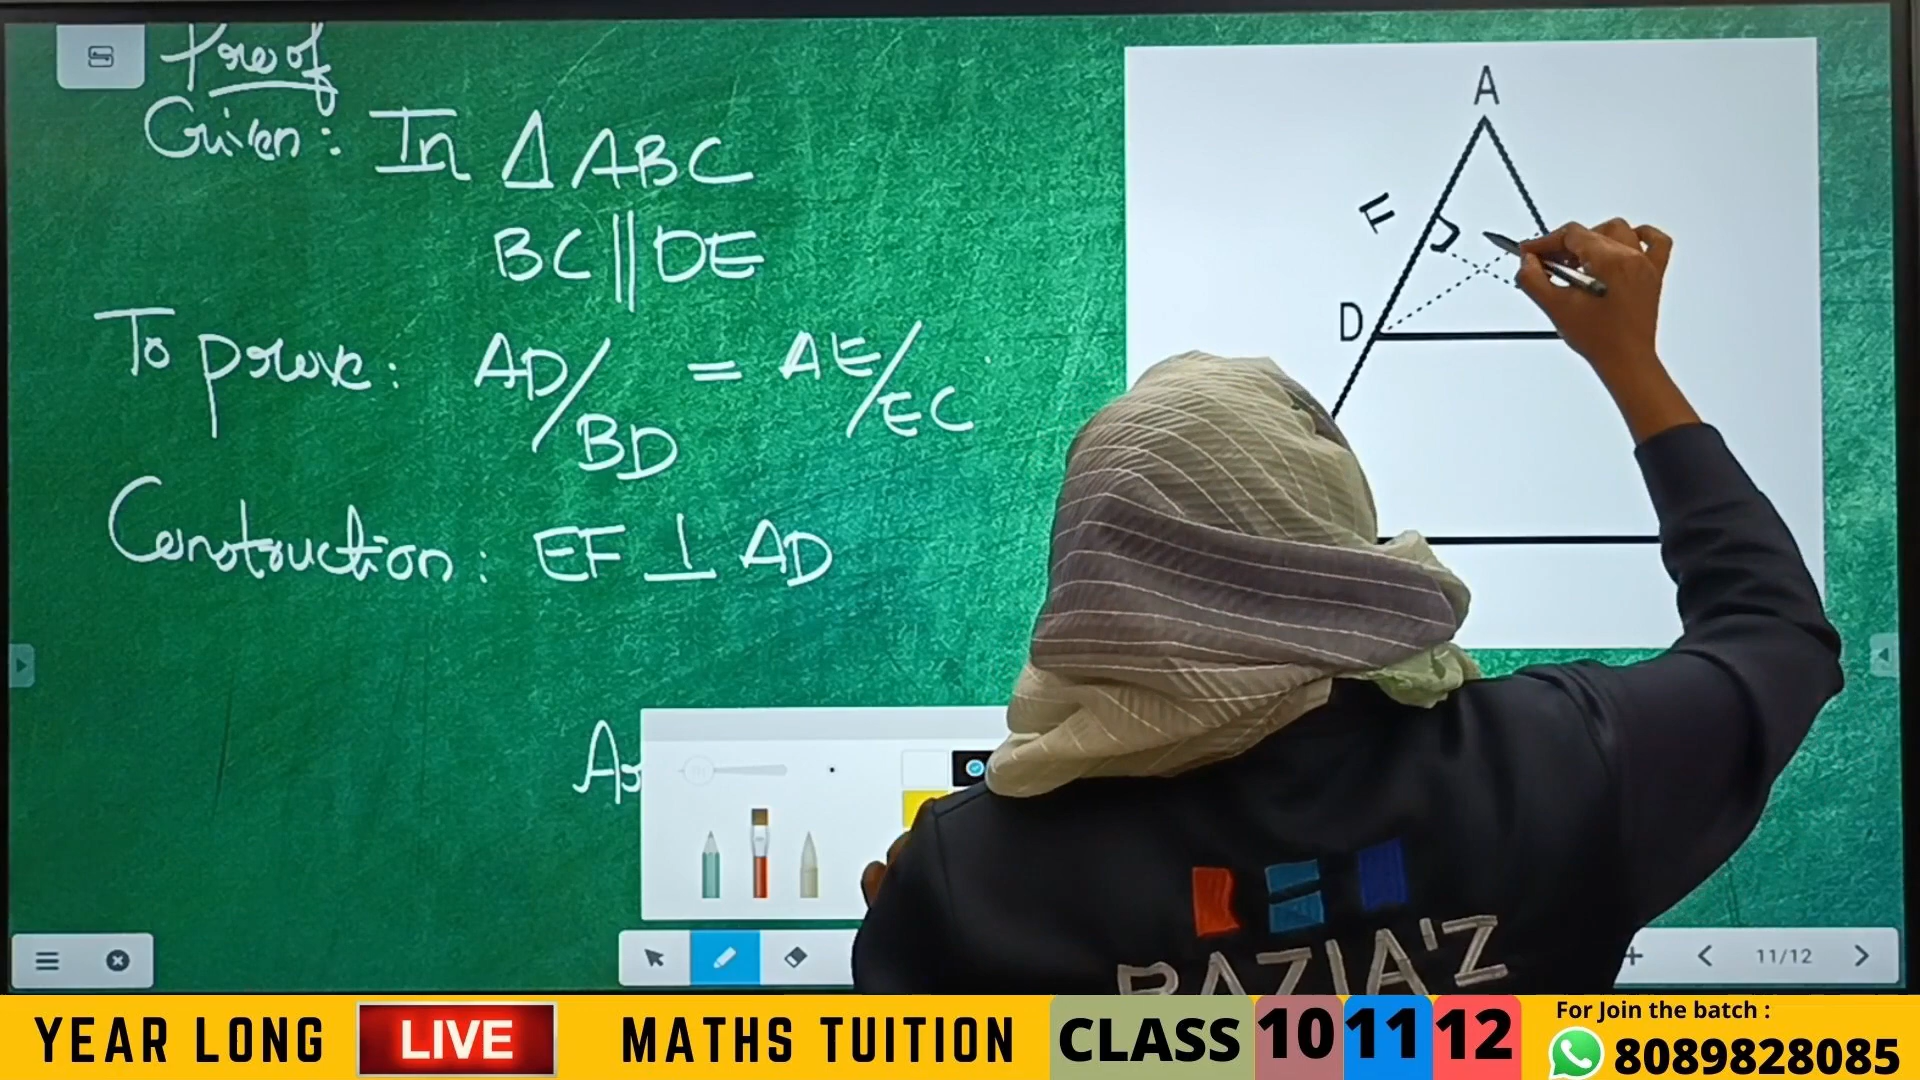 Proof
Given: In Δ ABC
BC || DE
To prove: AD/BD = AE/EC
Construction: EF ⊥ AD
A
F
D
11/12
RAZIA'Z
YEAR LONG LIVE MATHS TUITION CLASS 10 11 12
For Join the batch :
8089828085